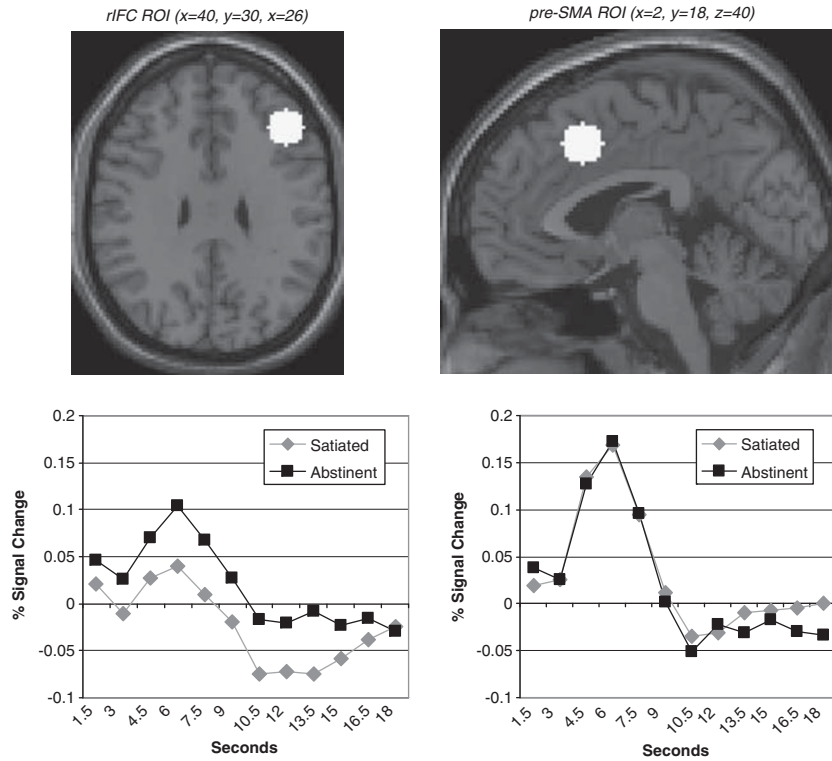 rIFC ROI (x=40, y=30, x=26)
pre-SMA ROI (x=2, y=18, z=40)
0.2
0.15
0.1
0.05
0
-0.05
-0.1
% Signal Change
Satiated
Abstinent
1.5 3 4.5 6 7.5 9 10.5 12 13.5 15 16.5 18
Seconds
0.2
0.15
0.1
0.05
0
-0.05
-0.1
% Signal Change
Satiated
Abstinent
1.5 3 4.5 6 7.5 9 10.5 12 13.5 15 16.5 18
Seconds